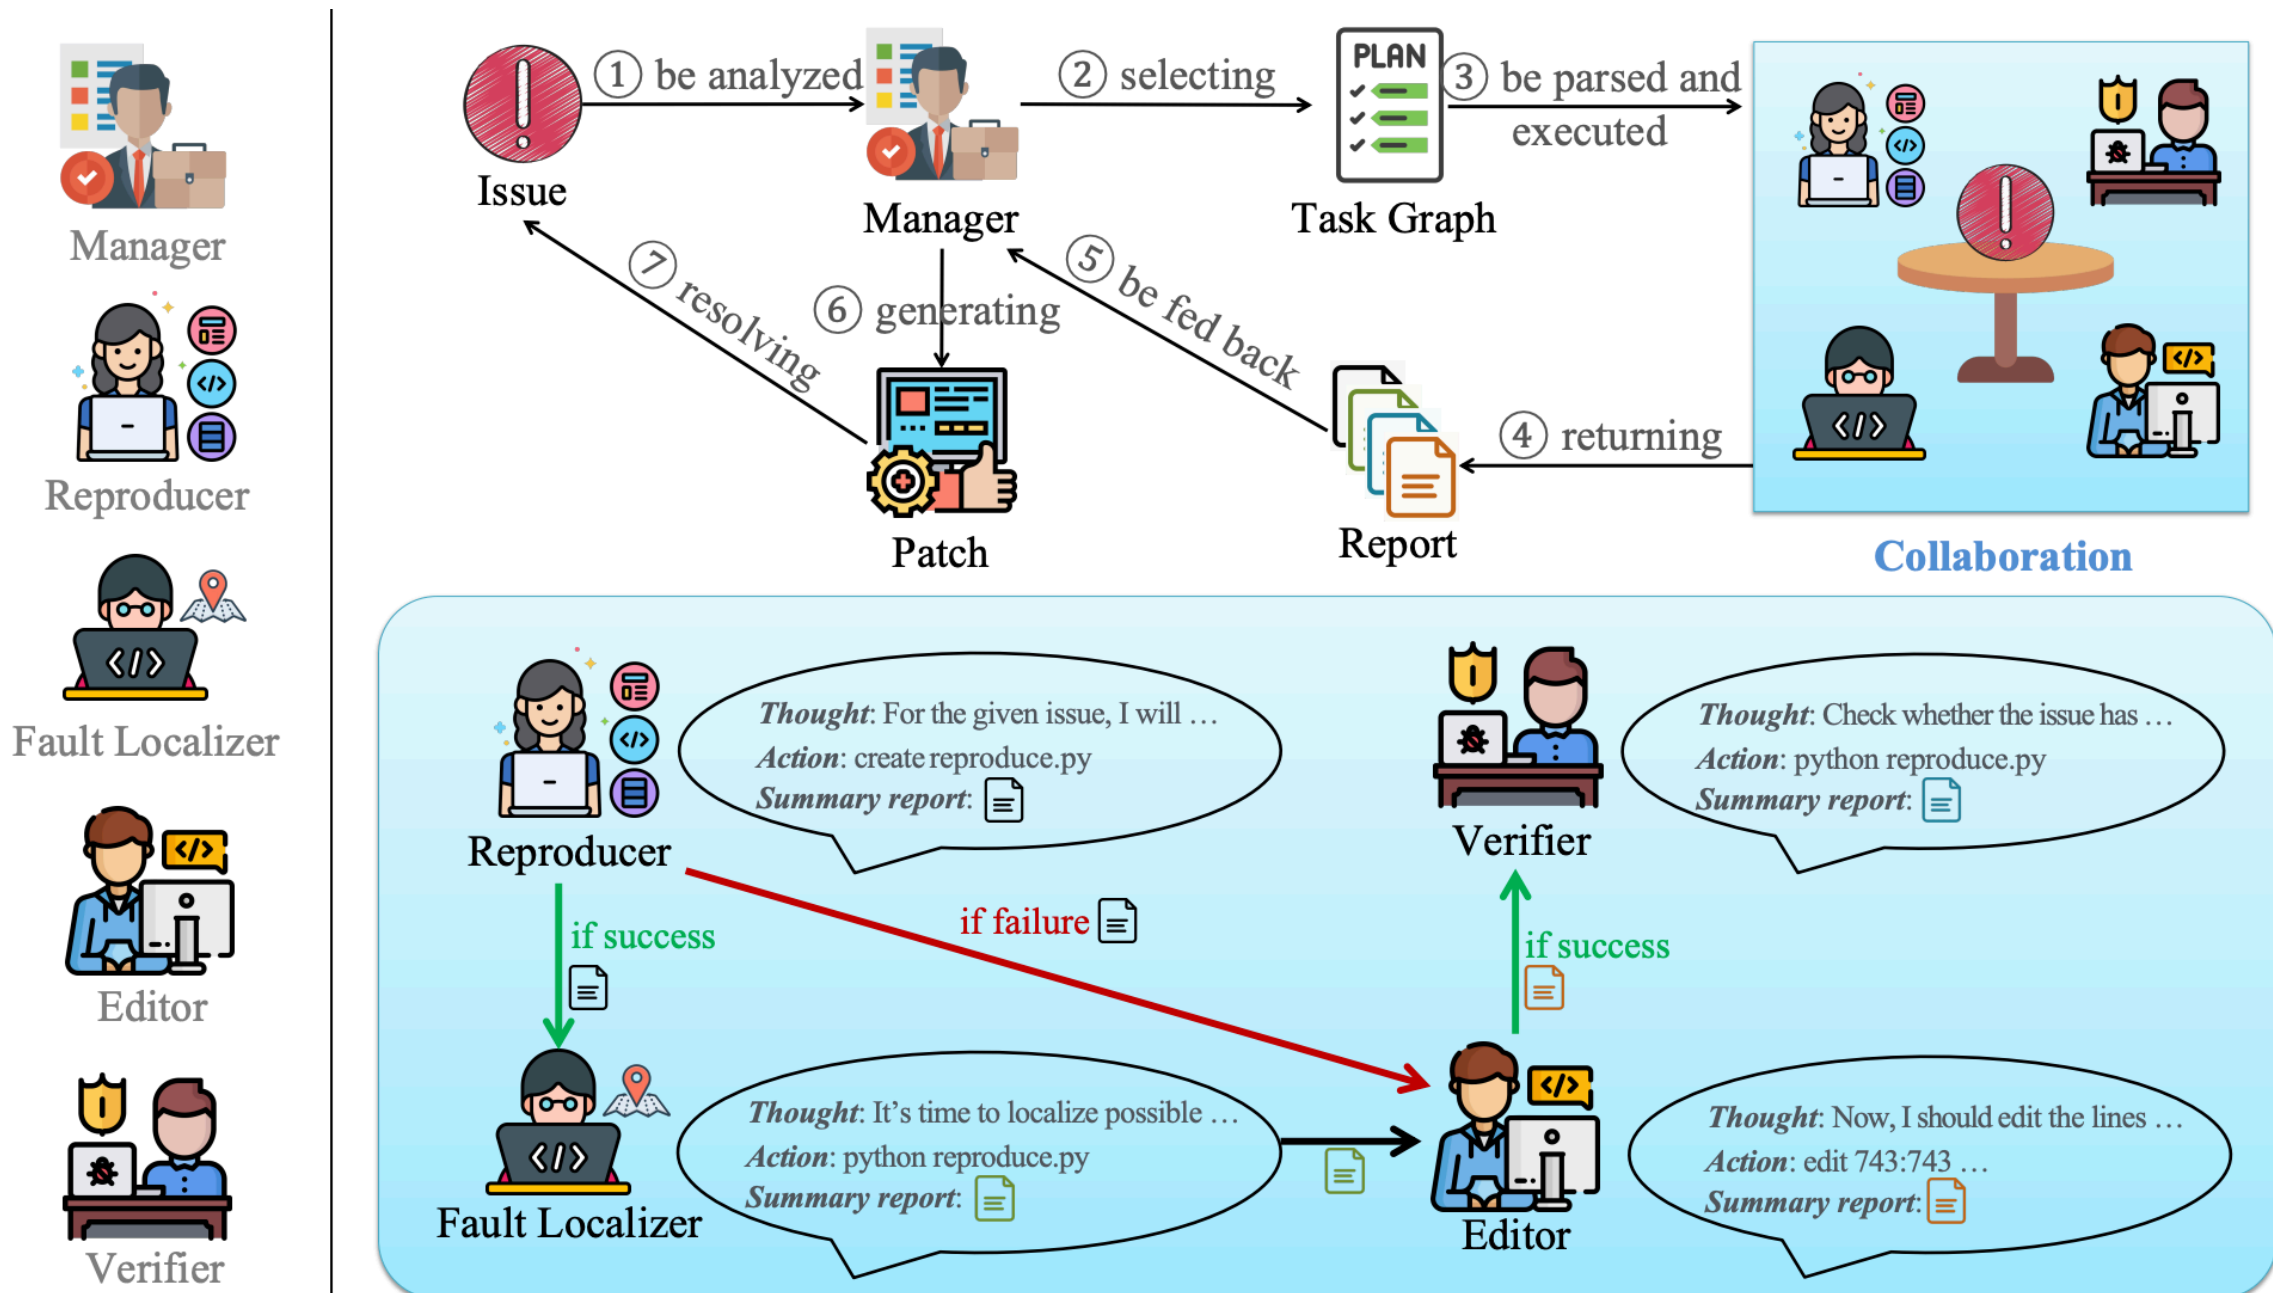 Manager
Reproducer
Fault Localizer
Editor
Verifier
① be analyzed
② selecting
PLAN
③ be parsed and
executed
Issue
Manager
Task Graph
⑦ resolving
⑥ generating
⑤ be fed back
④ returning
Patch
Report
Collaboration
Thought: For the given issue, I will …
Action: create reproduce.py
Summary report:
Reproducer
Thought: Check whether the issue has …
Action: python reproduce.py
Summary report:
Verifier
if success
if failure
if success
Thought: It's time to localize possible …
Action: python reproduce.py
Summary report:
Fault Localizer
Thought: Now, I should edit the lines …
Action: edit 743:743 …
Summary report:
Editor